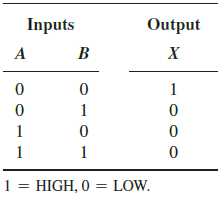 Inputs Output
A B X
0 0 1
0 1 0
1 0 0
1 1 0
1 = HIGH, 0 = LOW.